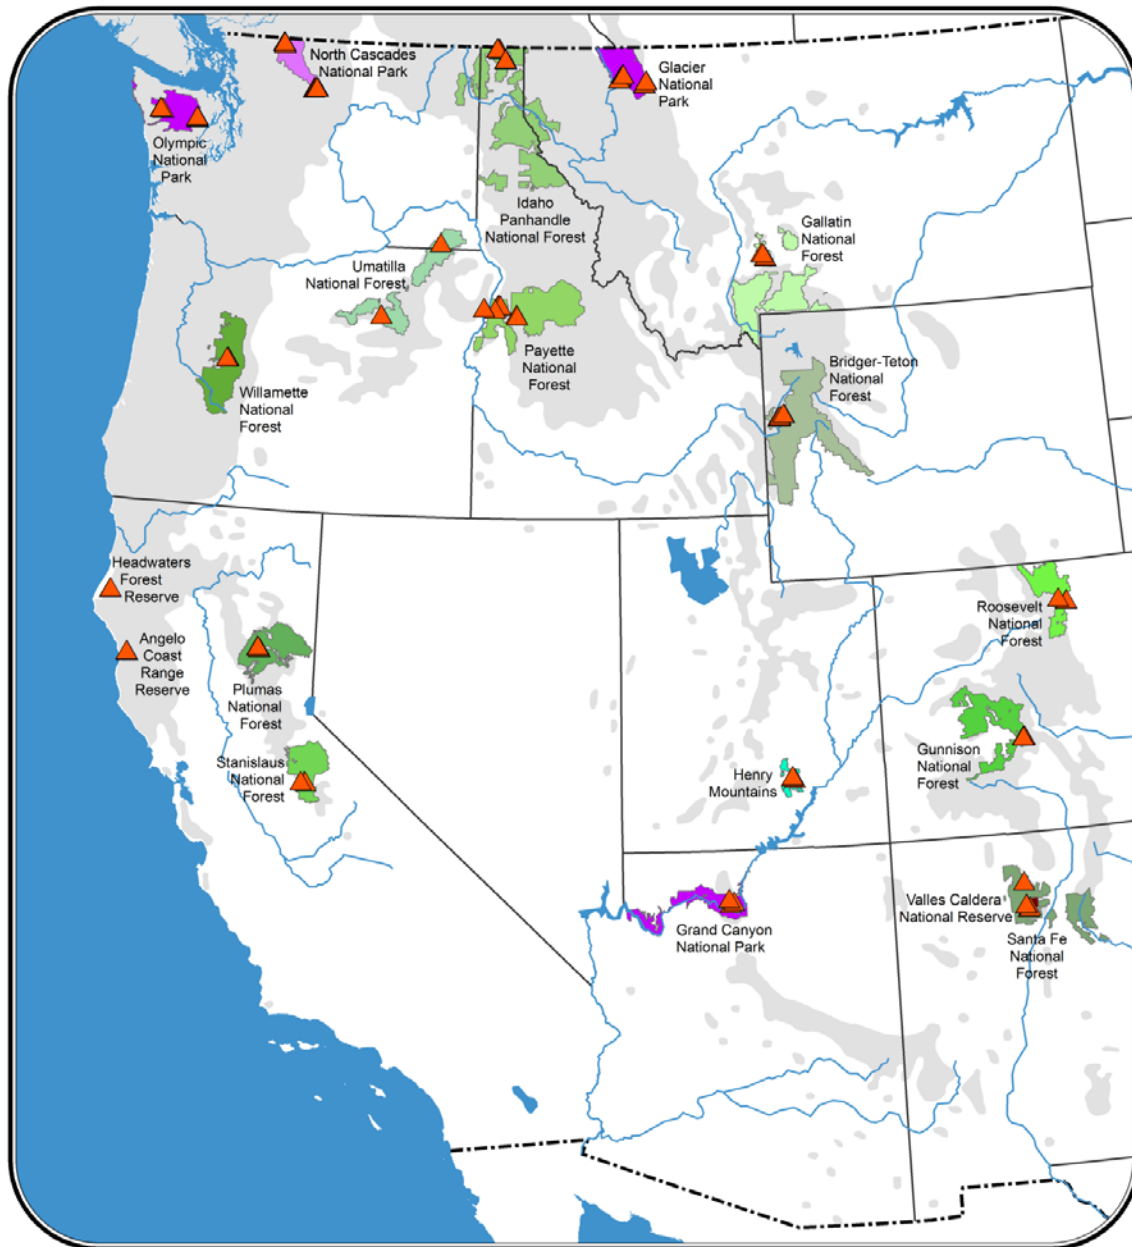 North Cascades
National Park
Glacier
National
Park
Olympic
National
Park
Idaho
Panhandle
National Forest
Gallatin
National
Forest
Umatilla
National Forest
Payette
National
Forest
Bridger-Teton
National
Forest
Willamette
National
Forest
Headwaters
Forest
Reserve
Angelo
Coast
Range
Reserve
Plumas
National
Forest
Stanislaus
National
Forest
Roosevelt
National
Forest
Gunnison
National
Forest
Henry
Mountains
Grand Canyon
National Park
Valles Caldera
National Reserve
Santa Fe
National
Forest